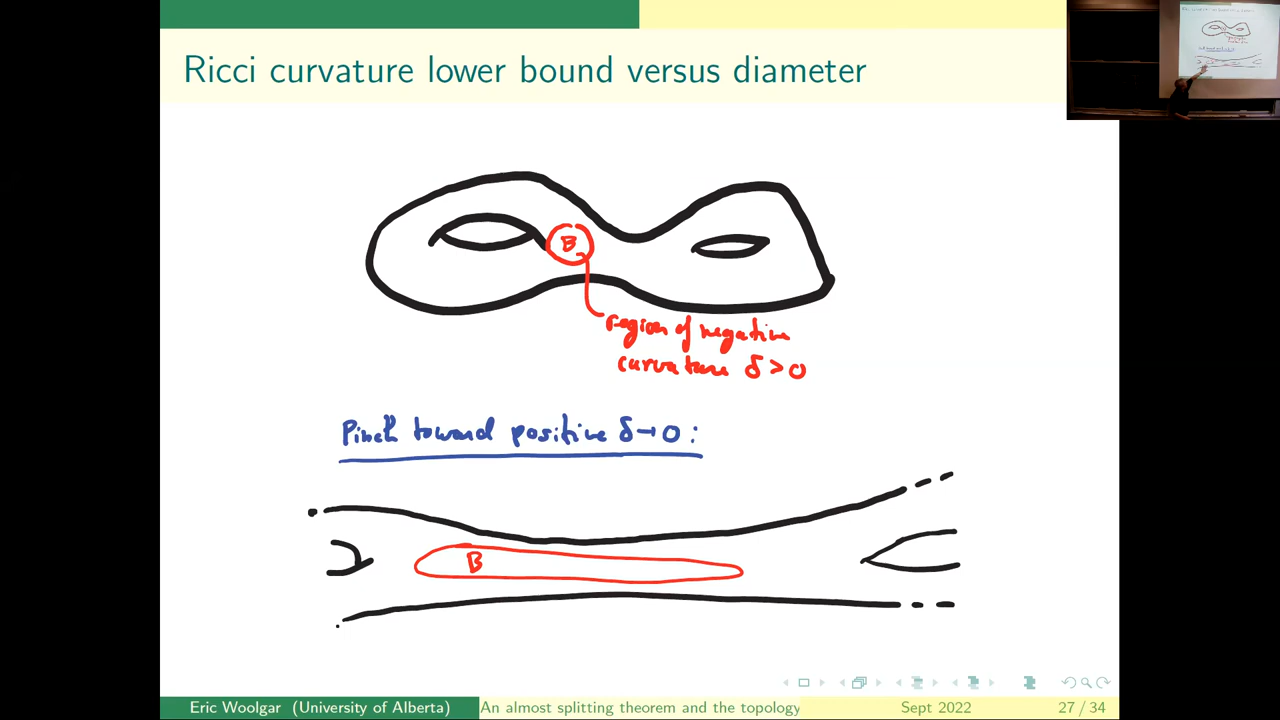 Ricci curvature lower bound versus diameter
B
region of negative
curvature δ > 0
Pinch toward positive δ→0:
B
Eric Woolgar (University of Alberta)
An almost splitting theorem and the topology
Sept 2022
27 / 34